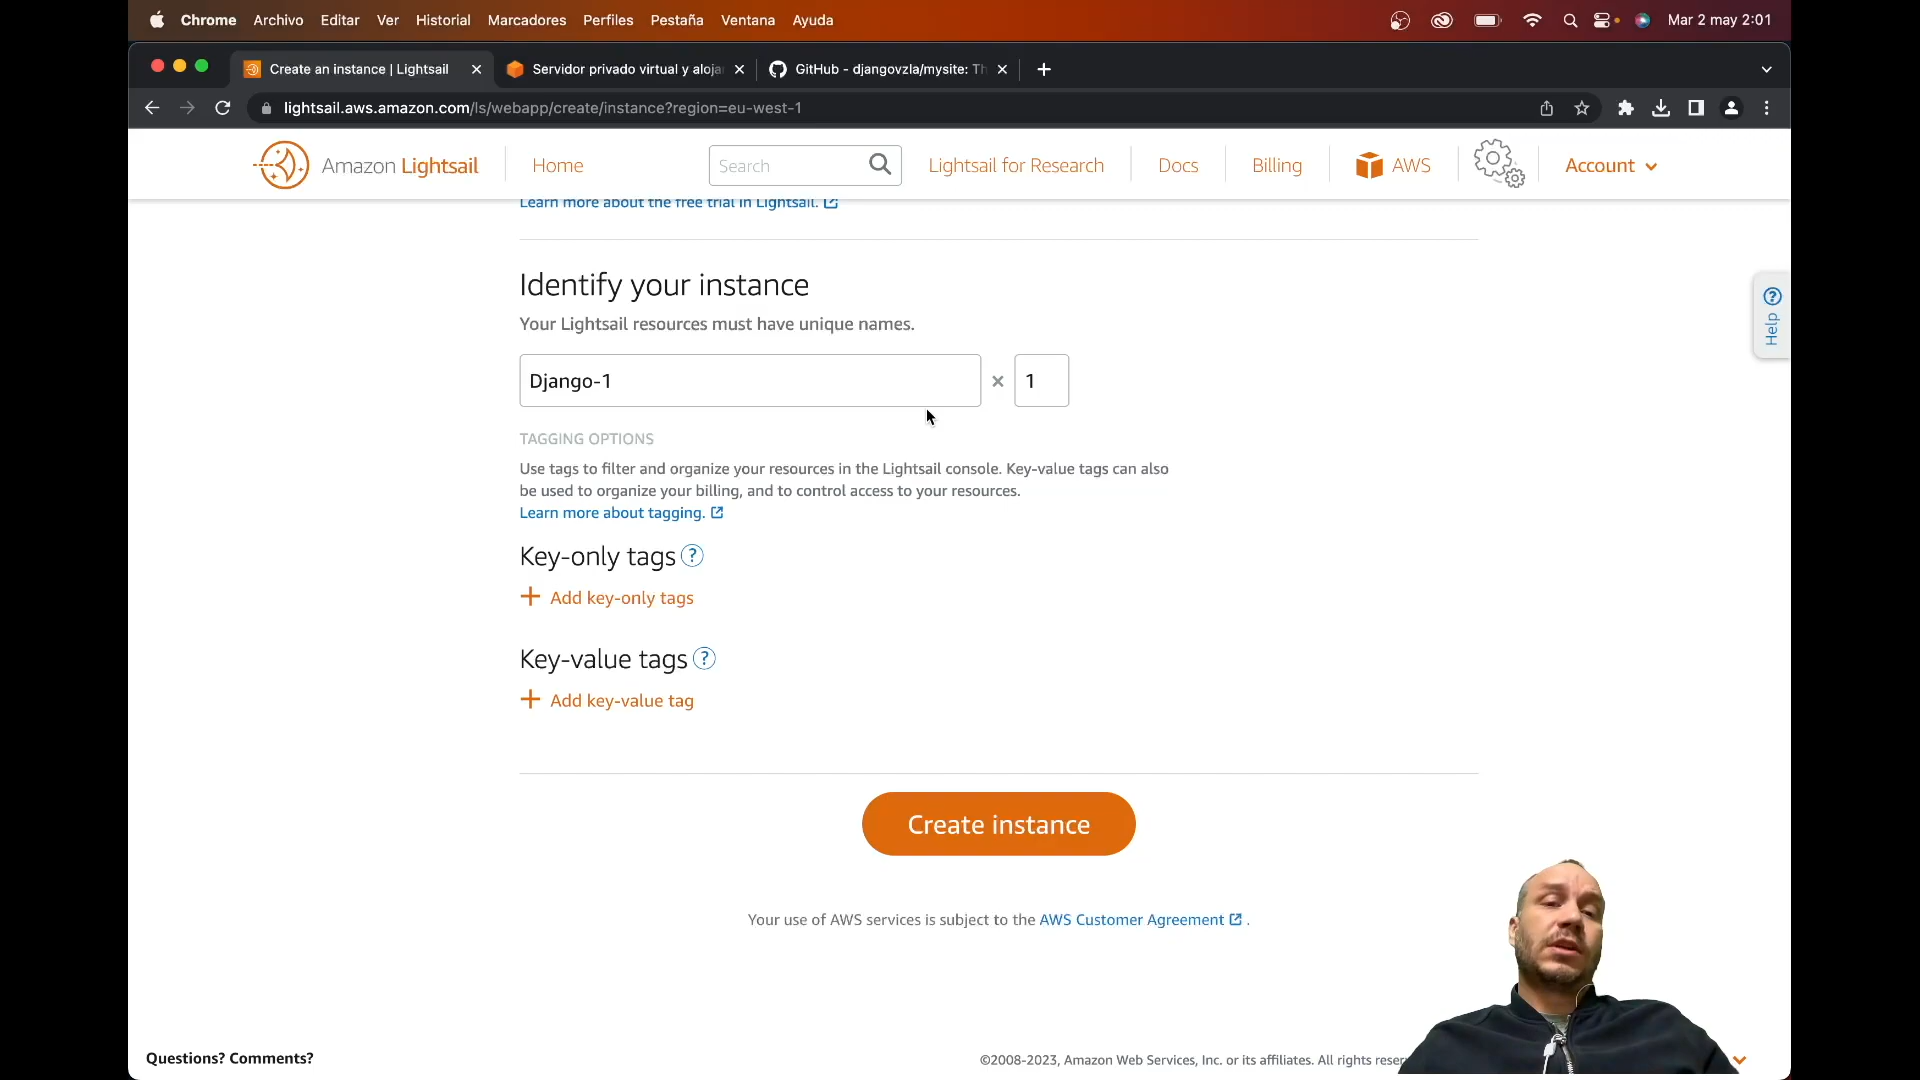 Chrome Archivo Editar Ver Historial Marcadores Perfiles Pestaña Ventana Ayuda Mar 2 may 2:01
Create an instance | Lightsail Servidor privado virtual y aloja GitHub - djangovzla/mysite: Th
lightsail.aws.amazon.com/ls/webapp/create/instance?region=eu-west-1
Amazon Lightsail Home Search Lightsail for Research Docs Billing AWS Account
Learn more about the free trial in Lightsail.
Identify your instance
Your Lightsail resources must have unique names.
Django-1 × 1
TAGGING OPTIONS
Use tags to filter and organize your resources in the Lightsail console. Key-value tags can also
be used to organize your billing, and to control access to your resources.
Learn more about tagging.
Key-only tags ?
+ Add key-only tags
Key-value tags ?
+ Add key-value tag
Create instance
Your use of AWS services is subject to the AWS Customer Agreement .
Questions? Comments? ©2008-2023, Amazon Web Services, Inc. or its affiliates. All rights reser
? Help